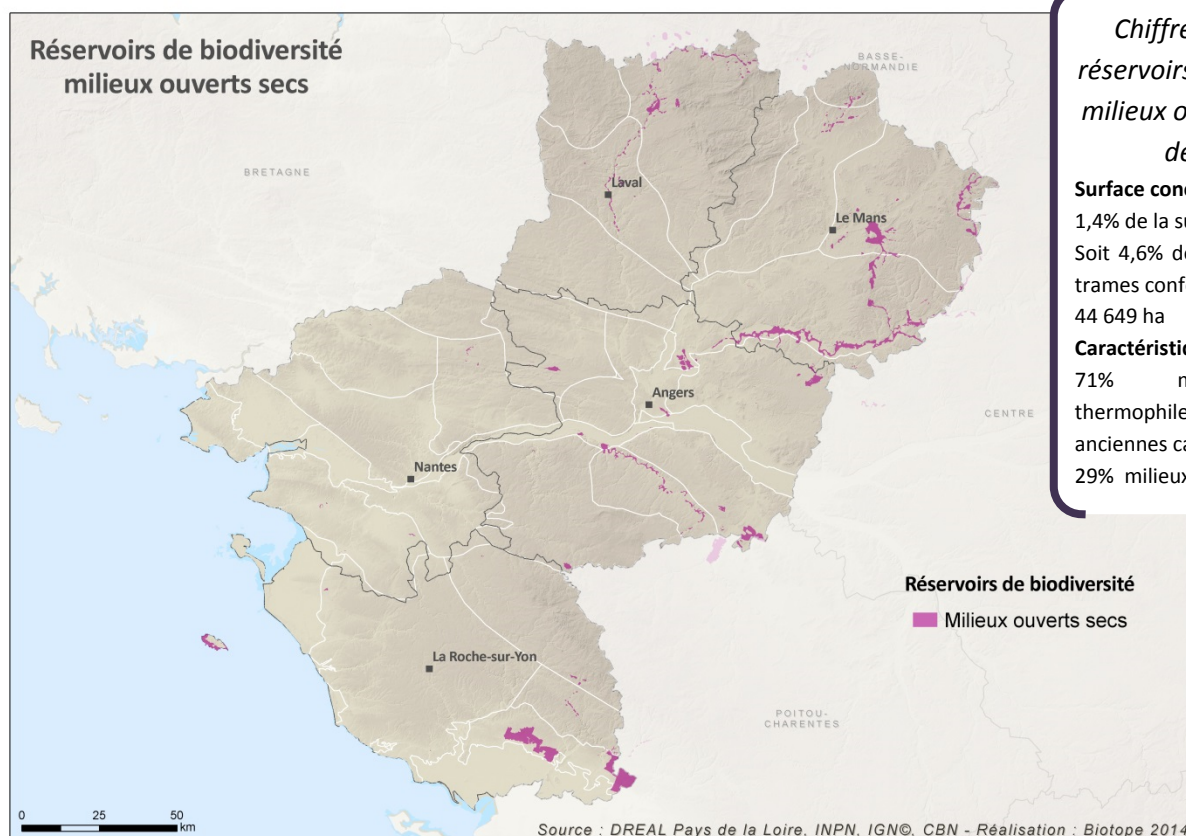 Réservoirs de biodiversité
milieux ouverts secs
BASSE-
NORMANDIE
BRETAGNE
Laval
Le Mans
Angers
CENTRE
Nantes
La Roche-sur-Yon
POITOU-
CHARENTES
Réservoirs de biodiversité
Milieux ouverts secs
0 25 50
km
Source : DREAL Pays de la Loire, INPN, IGN©, CBN - Réalisation : Biotope 2014
Chiffre
réservoirs
milieux o
de
Surface conc
1,4% de la su
Soit 4,6% de
trames confo
44 649 ha
Caractéristic
71% n
thermophile
anciennes ca
29% milieux